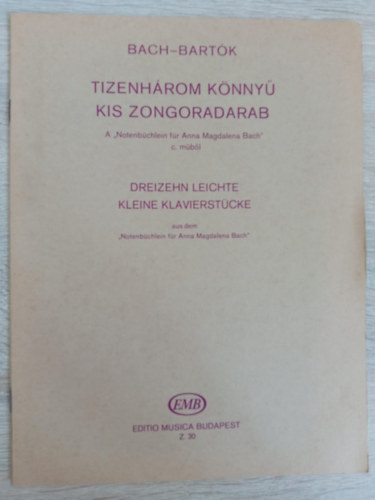 BACH–BARTÓK
TIZENHÁROM KÖNNYŰ
KIS ZONGORADARAB
A „Notenbüchlein für Anna Magdalena Bach"
c. műből
DREIZEHN LEICHTE
KLEINE KLAVIERSTÜCKE
aus dem
„Notenbüchlein für Anna Magdalena Bach"
EMB
EDITIO MUSICA BUDAPEST
Z. 30